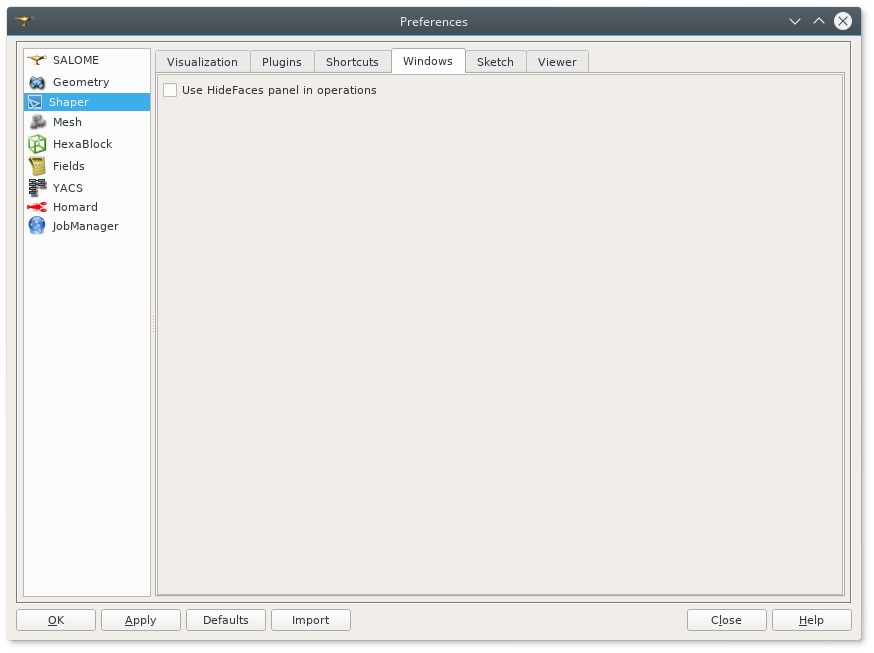 Preferences
SALOME
Geometry
Shaper
Mesh
HexaBlock
Fields
YACS
Homard
JobManager
Visualization Plugins Shortcuts Windows Sketch Viewer
Use HideFaces panel in operations
OK Apply Defaults Import Close Help